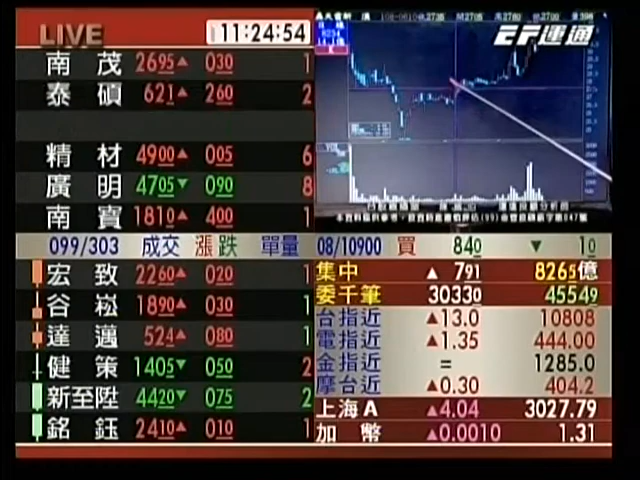 LIVE 11:24:54
EF運通
南茂 2695▲ 030 1
泰碩 621▲ 260 2
精材 4900▲ 005 6
廣明 4705▼ 090 8
南寶 1810▲ 400 1
099/303 成交 漲跌 單量 08/10900 買 840 ▼ 10
宏致 2260▲ 020 1
谷崧 1890▲ 030 1
達邁 524▲ 080 1
健策 1405▼ 050 2
新至陞 4420▼ 075 2
銘鈺 2410▲ 010 1
集中 ▲ 791 8265億
委千筆 30330 45549
台指近 ▲13.0 10808
電指近 ▲1.35 444.00
金指近 = 1285.0
摩台近 ▲0.30 404.2
上海A ▲4.04 3027.79
加幣 ▲0.0010 1.31